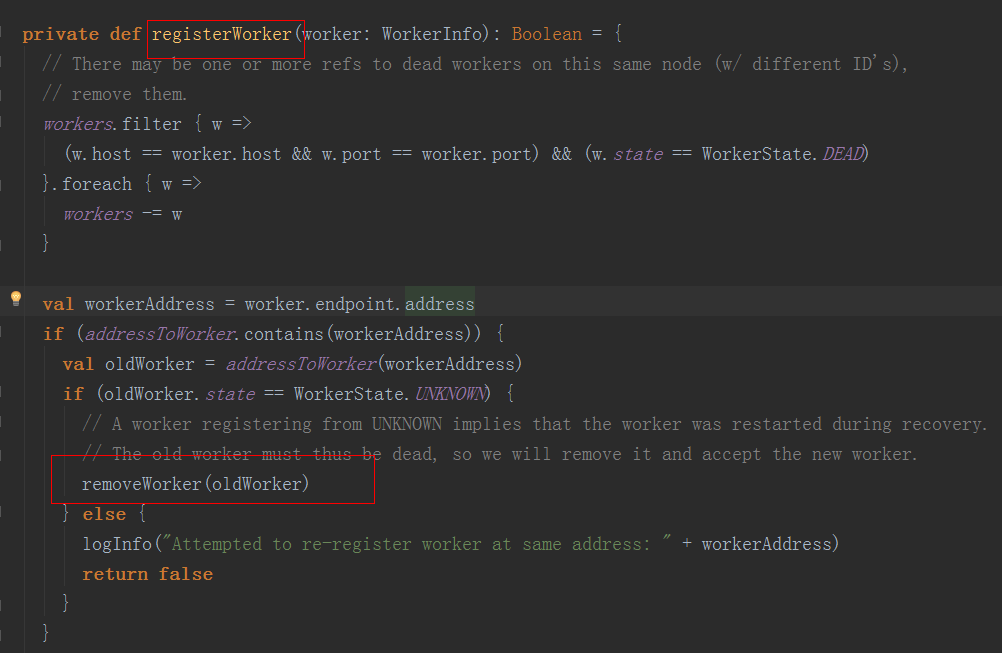 private def registerWorker(worker: WorkerInfo): Boolean = {
// There may be one or more refs to dead workers on this same node (w/ different ID's),
// remove them.
workers.filter { w =>
(w.host == worker.host && w.port == worker.port) && (w.state == WorkerState.DEAD)
}.foreach { w =>
workers -= w
}
val workerAddress = worker.endpoint.address
if (addressToWorker.contains(workerAddress)) {
val oldWorker = addressToWorker(workerAddress)
if (oldWorker.state == WorkerState.UNKNOWN) {
// A worker registering from UNKNOWN implies that the worker was restarted during recovery.
// The old worker must thus be dead, so we will remove it and accept the new worker.
removeWorker(oldWorker)
} else {
logInfo("Attempted to re-register worker at same address: " + workerAddress)
return false
}
}